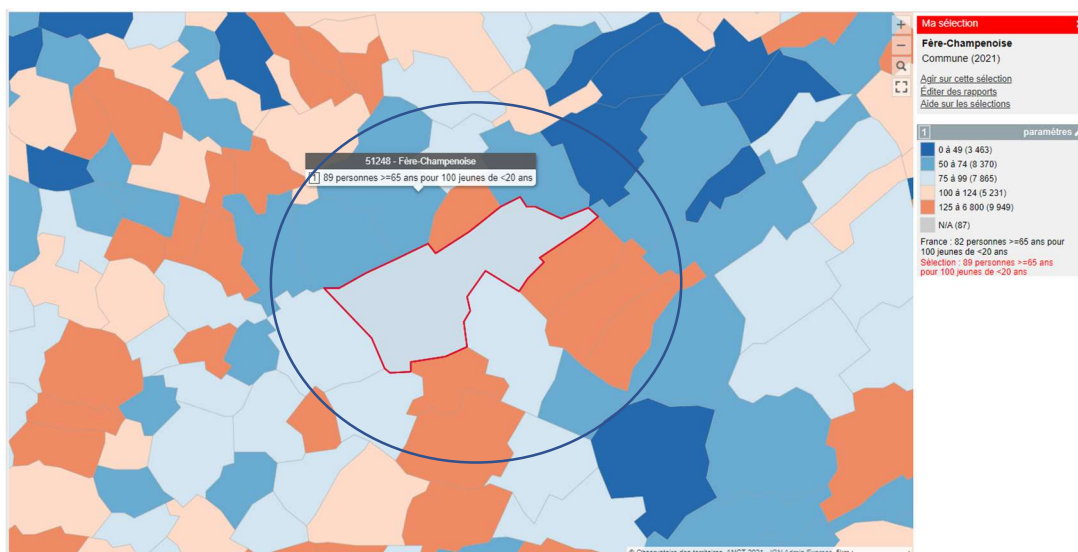 +
−
51248 - Fère-Champenoise
1 89 personnes >=65 ans pour 100 jeunes de <20 ans
Ma sélection
Fère-Champenoise
Commune (2021)
Agir sur cette sélection
Éditer des rapports
Aide sur les sélections
1 paramètres
0 à 49 (3 463)
50 à 74 (8 370)
75 à 99 (7 865)
100 à 124 (5 231)
125 à 6 800 (9 949)
N/A (87)
France : 82 personnes >=65 ans pour
100 jeunes de <20 ans
Sélection : 89 personnes >=65 ans
pour 100 jeunes de <20 ans
© Observatoire des territoires, ANCT 2021 - IGN Admin Express